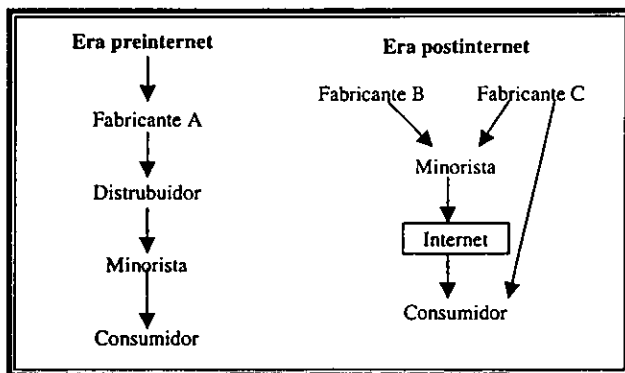 Era preinternet
Fabricante A
Distrubuidor
Minorista
Consumidor
Era postinternet
Fabricante B Fabricante C
Minorista
Internet
Consumidor